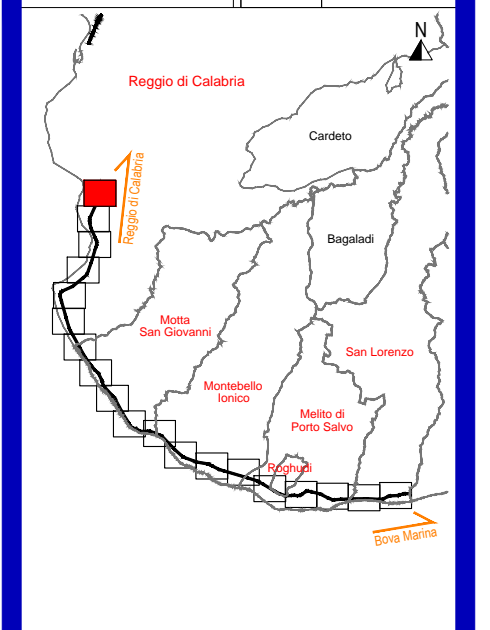 N
Reggio di Calabria
Cardeto
Reggio di Calabria
Bagaladi
Motta
San Giovanni
San Lorenzo
Montebello
Ionico
Melito di
Porto Salvo
Roghudi
Bova Marina